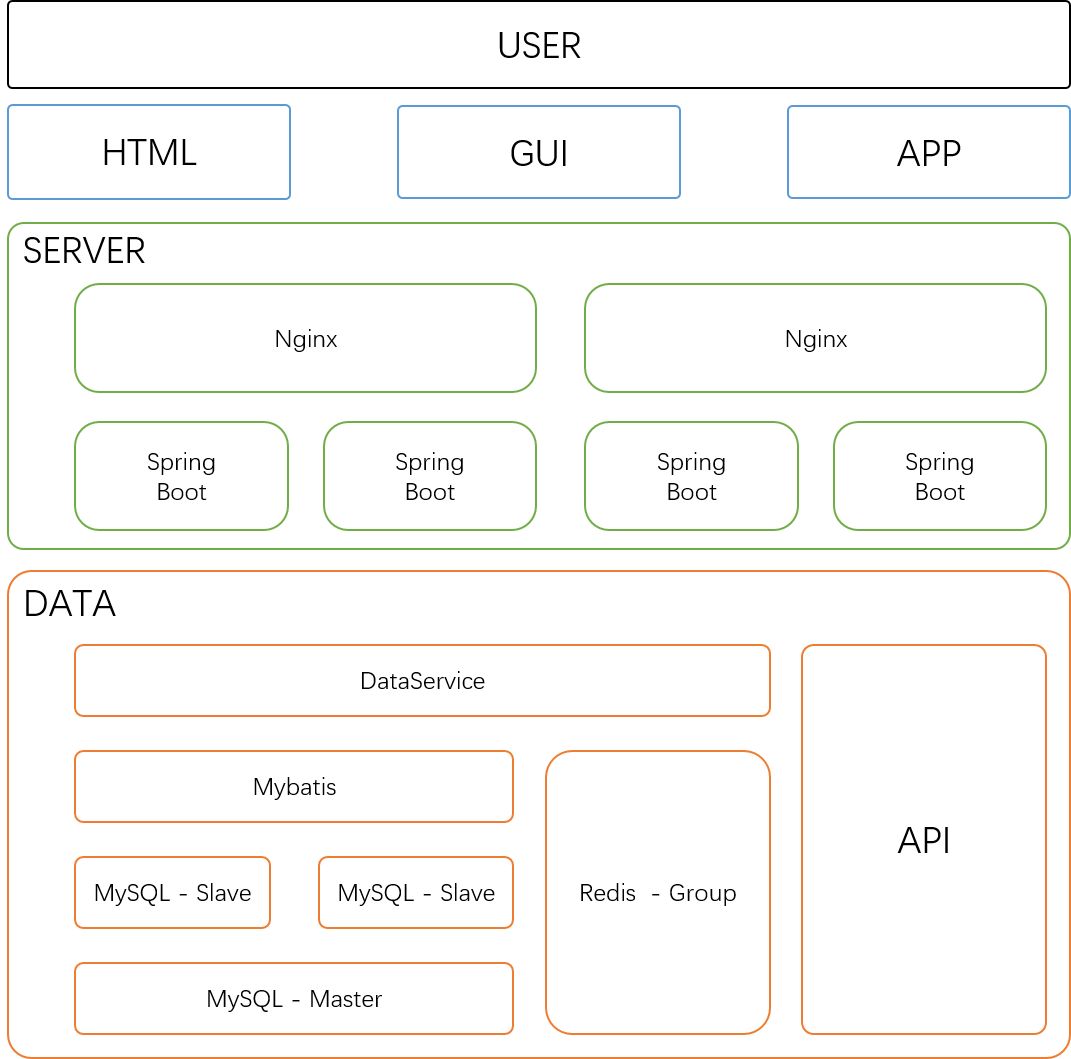 USER
HTML
GUI
APP
SERVER
Nginx
Nginx
Spring
Boot
Spring
Boot
Spring
Boot
Spring
Boot
DATA
DataService
API
Mybatis
Redis - Group
MySQL - Slave
MySQL - Slave
MySQL - Master